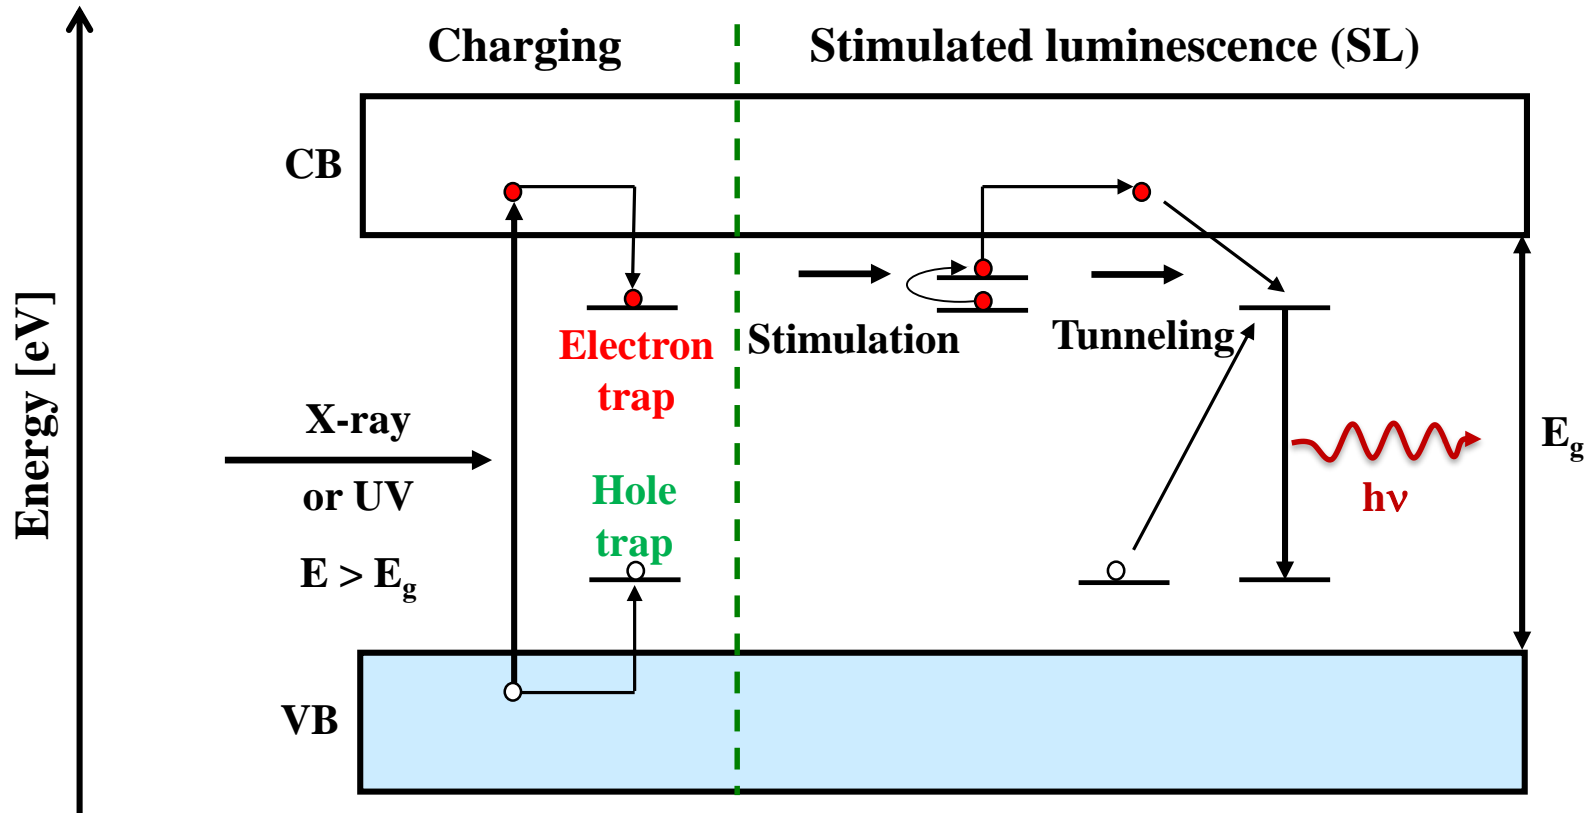 Charging
Stimulated luminescence (SL)
CB
Stimulation
Tunneling
Electron
trap
X-ray
or UV
E > Eg
Hole
trap
Eg
hν
VB
Energy [eV]